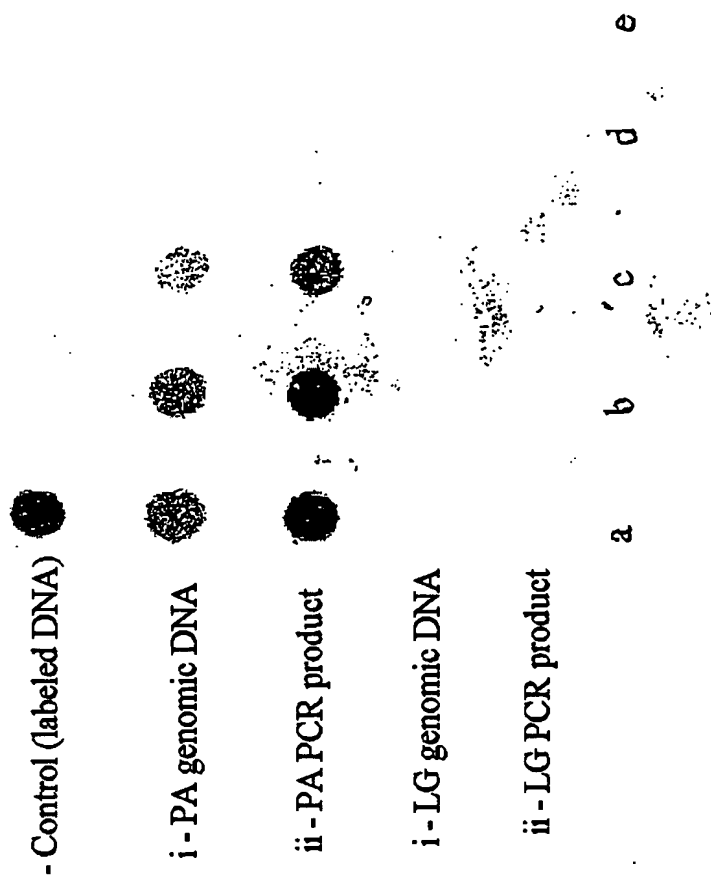 - Control (labeled DNA)
i - PA genomic DNA
ii - PA PCR product
i - LG genomic DNA
ii - LG PCR product
a b c d e